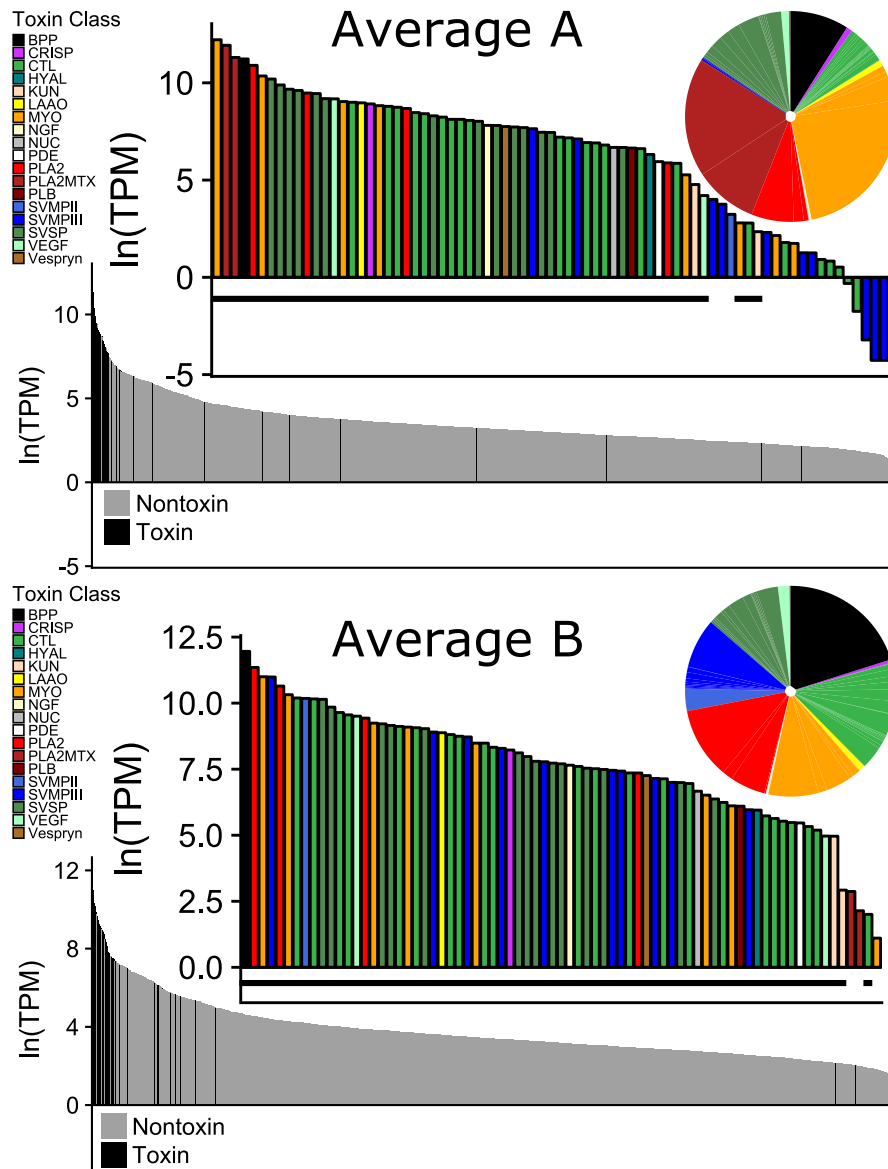 Average A
Toxin Class
BPP
CRISP
CTL
HYAL
KUN
LAAO
MYO
NGF
NUC
PDE
PLA2
PLA2MTX
PLB
SVMPII
SVMPIII
SVSP
VEGF
Vespryn
ln(TPM)
10
5
0
-5
ln(TPM)
10
5
0
-5
Nontoxin
Toxin
Average B
Toxin Class
BPP
CRISP
CTL
HYAL
KUN
LAAO
MYO
NGF
NUC
PDE
PLA2
PLA2MTX
PLB
SVMPII
SVMPIII
SVSP
VEGF
Vespryn
ln(TPM)
12.5
10.0
7.5
5.0
2.5
0.0
ln(TPM)
12
8
4
0
Nontoxin
Toxin